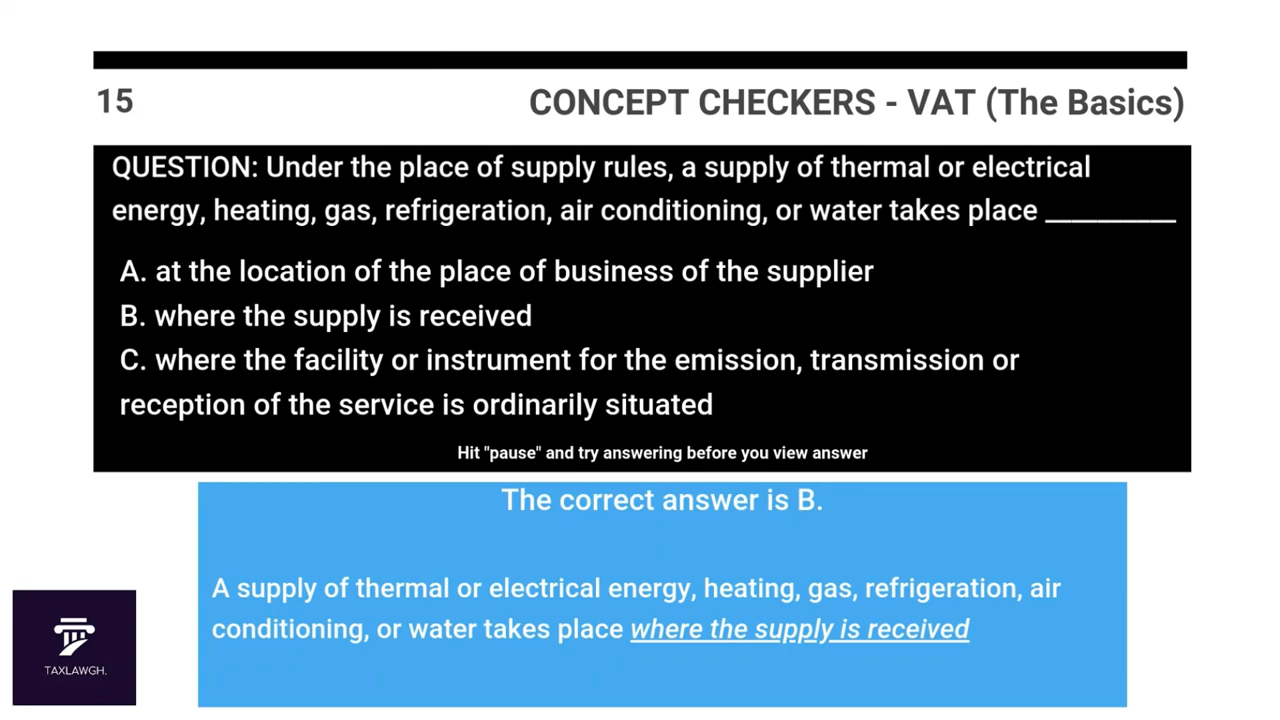 15
CONCEPT CHECKERS - VAT (The Basics)
QUESTION: Under the place of supply rules, a supply of thermal or electrical
energy, heating, gas, refrigeration, air conditioning, or water takes place __________
A. at the location of the place of business of the supplier
B. where the supply is received
C. where the facility or instrument for the emission, transmission or
reception of the service is ordinarily situated
Hit "pause" and try answering before you view answer
The correct answer is B.
A supply of thermal or electrical energy, heating, gas, refrigeration, air
conditioning, or water takes place where the supply is received
TAXLAWGH.